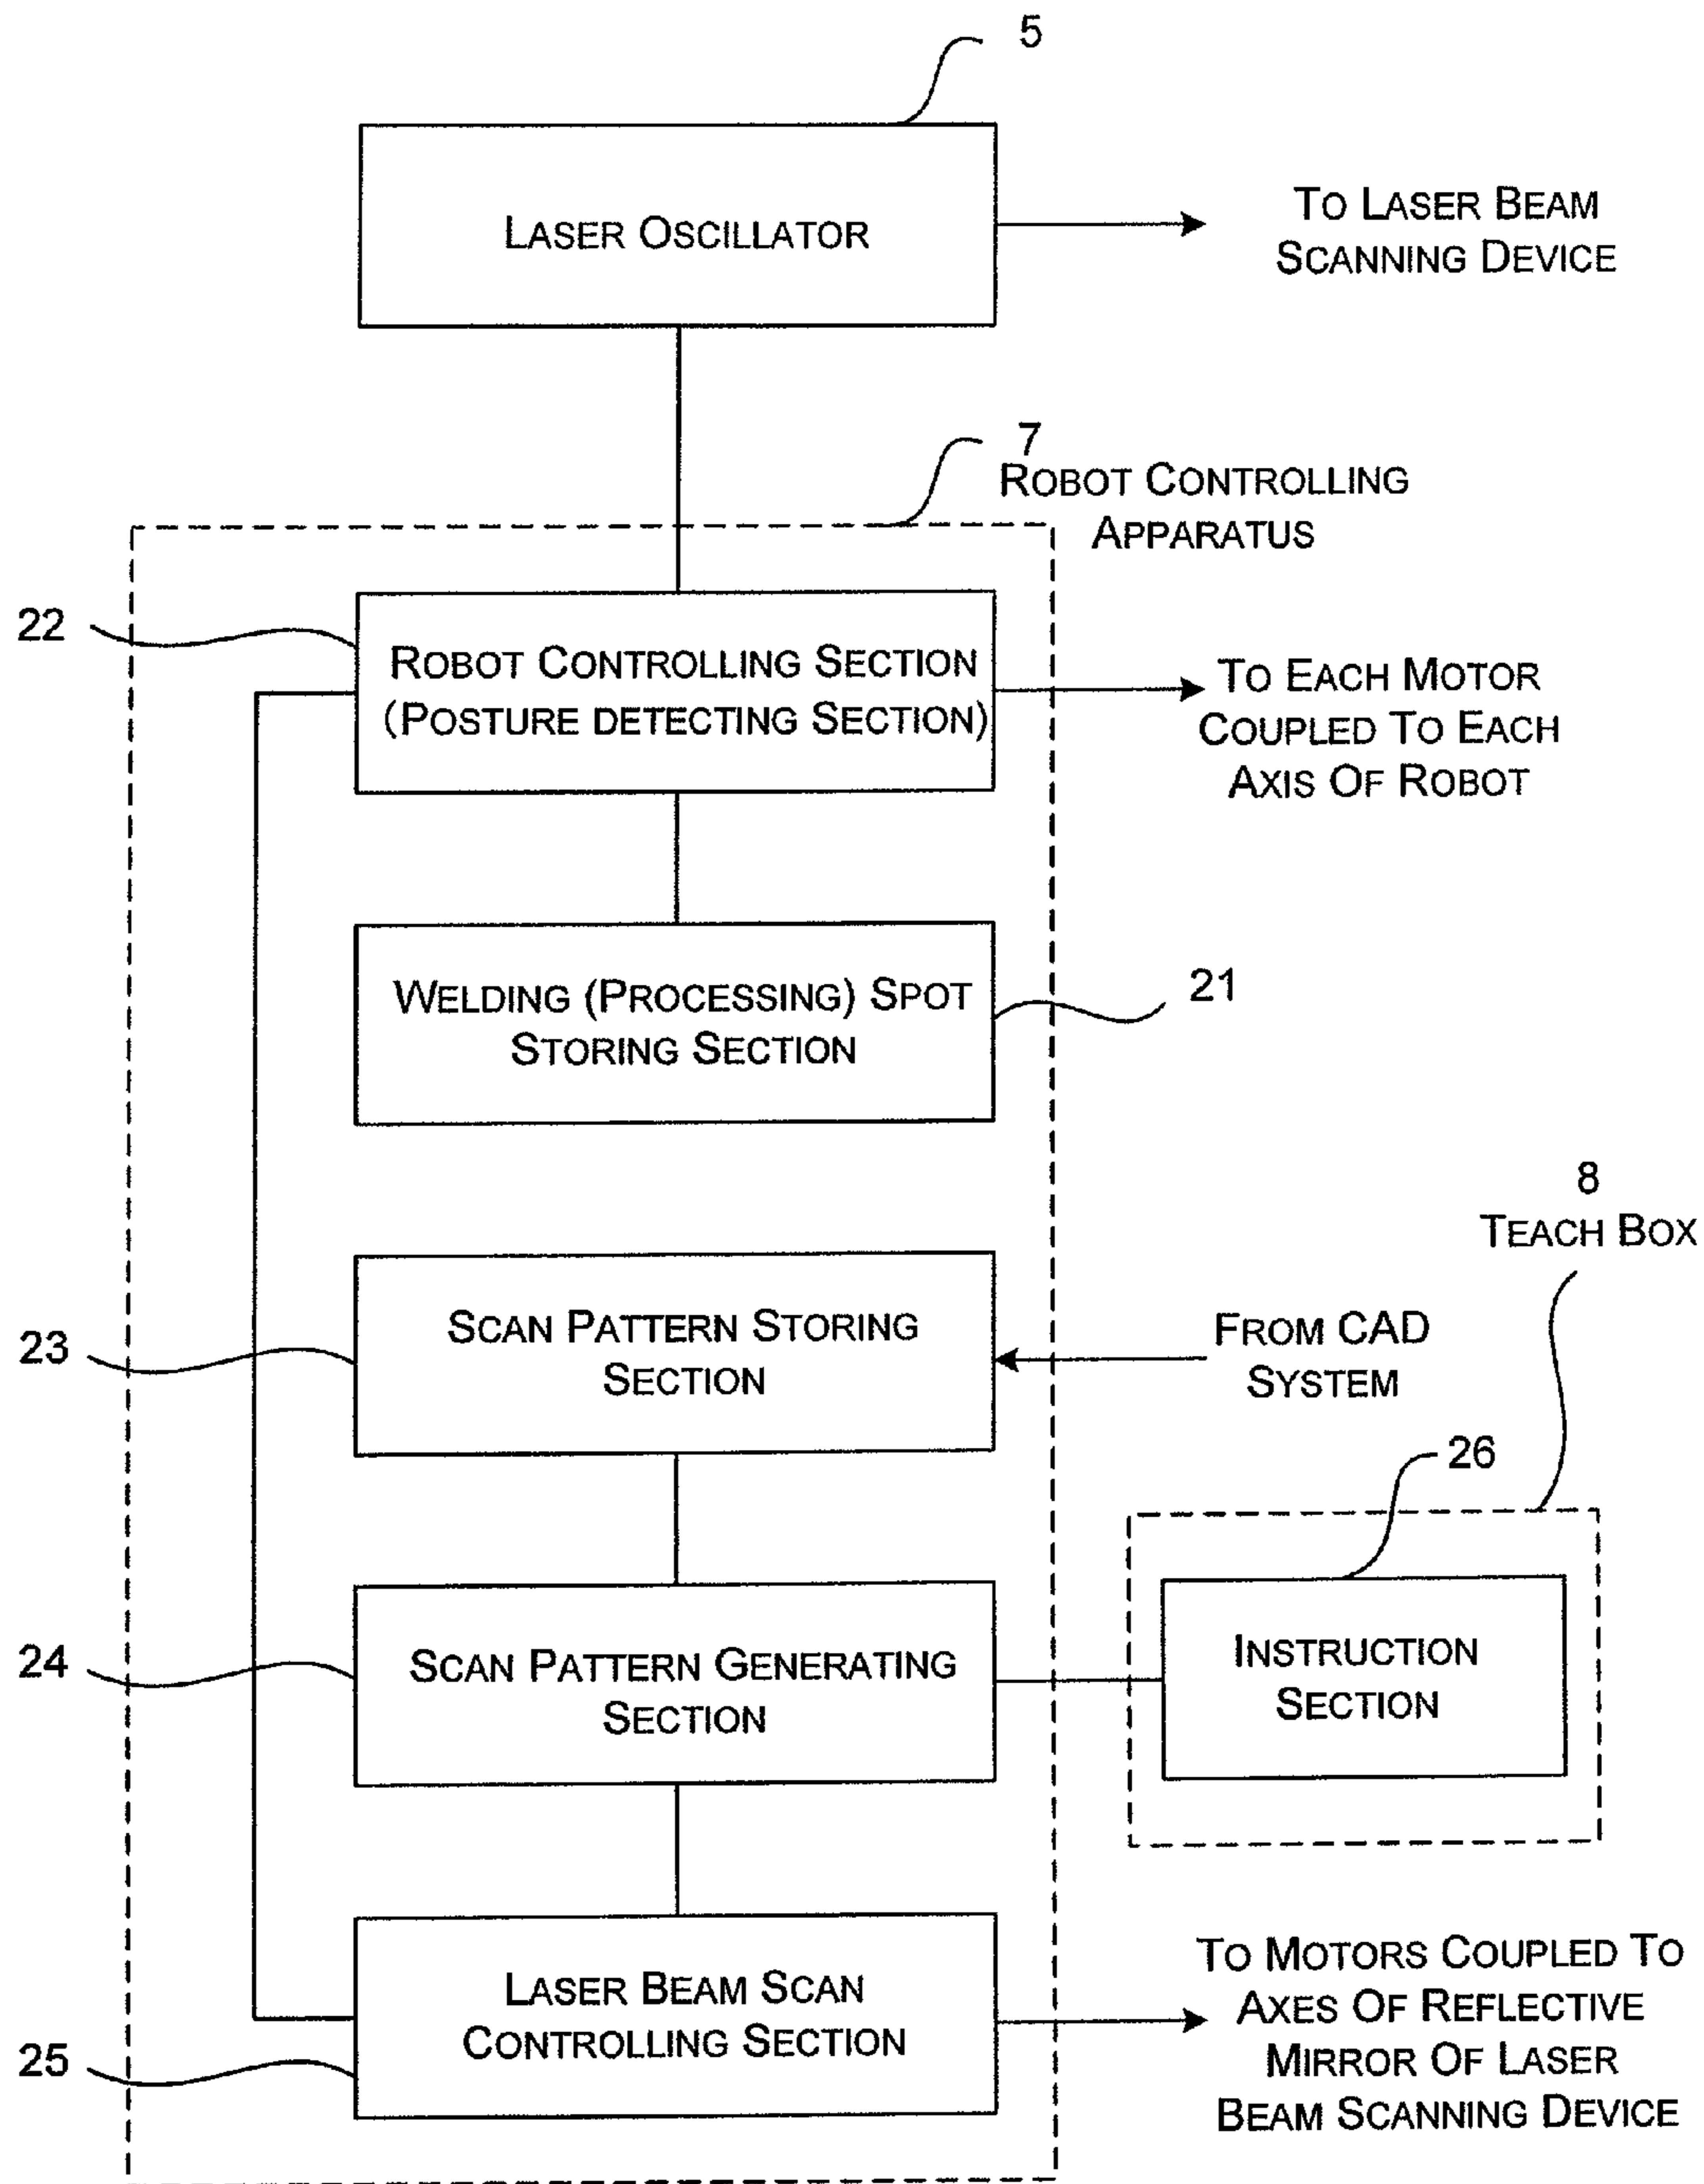 5
LASER OSCILLATOR
TO LASER BEAM
SCANNING DEVICE
7
ROBOT CONTROLLING
APPARATUS
22
ROBOT CONTROLLING SECTION
(POSTURE DETECTING SECTION)
TO EACH MOTOR
COUPLED TO EACH
AXIS OF ROBOT
WELDING (PROCESSING) SPOT
STORING SECTION
21
8
TEACH BOX
23
SCAN PATTERN STORING
SECTION
FROM CAD
SYSTEM
26
24
SCAN PATTERN GENERATING
SECTION
INSTRUCTION
SECTION
25
LASER BEAM SCAN
CONTROLLING SECTION
TO MOTORS COUPLED TO
AXES OF REFLECTIVE
MIRROR OF LASER
BEAM SCANNING DEVICE